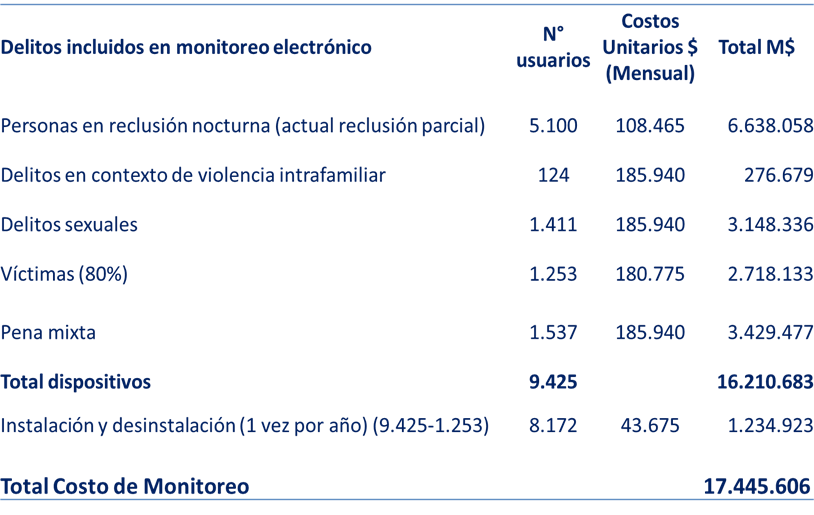 Delitos incluidos en monitoreo electrónico N° usuarios Costos Unitarios $ (Mensual) Total M$
Personas en reclusión nocturna (actual reclusión parcial) 5.100 108.465 6.638.058
Delitos en contexto de violencia intrafamiliar 124 185.940 276.679
Delitos sexuales 1.411 185.940 3.148.336
Víctimas (80%) 1.253 180.775 2.718.133
Pena mixta 1.537 185.940 3.429.477
Total dispositivos 9.425 16.210.683
Instalación y desinstalación (1 vez por año) (9.425-1.253) 8.172 43.675 1.234.923
Total Costo de Monitoreo 17.445.606